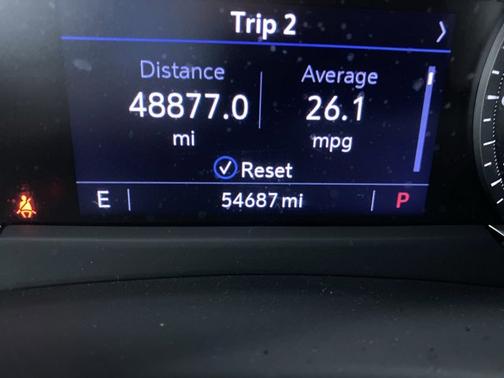 Trip 2
Distance
48877.0
mi
Average
26.1
mpg
Reset
E 54687 mi P